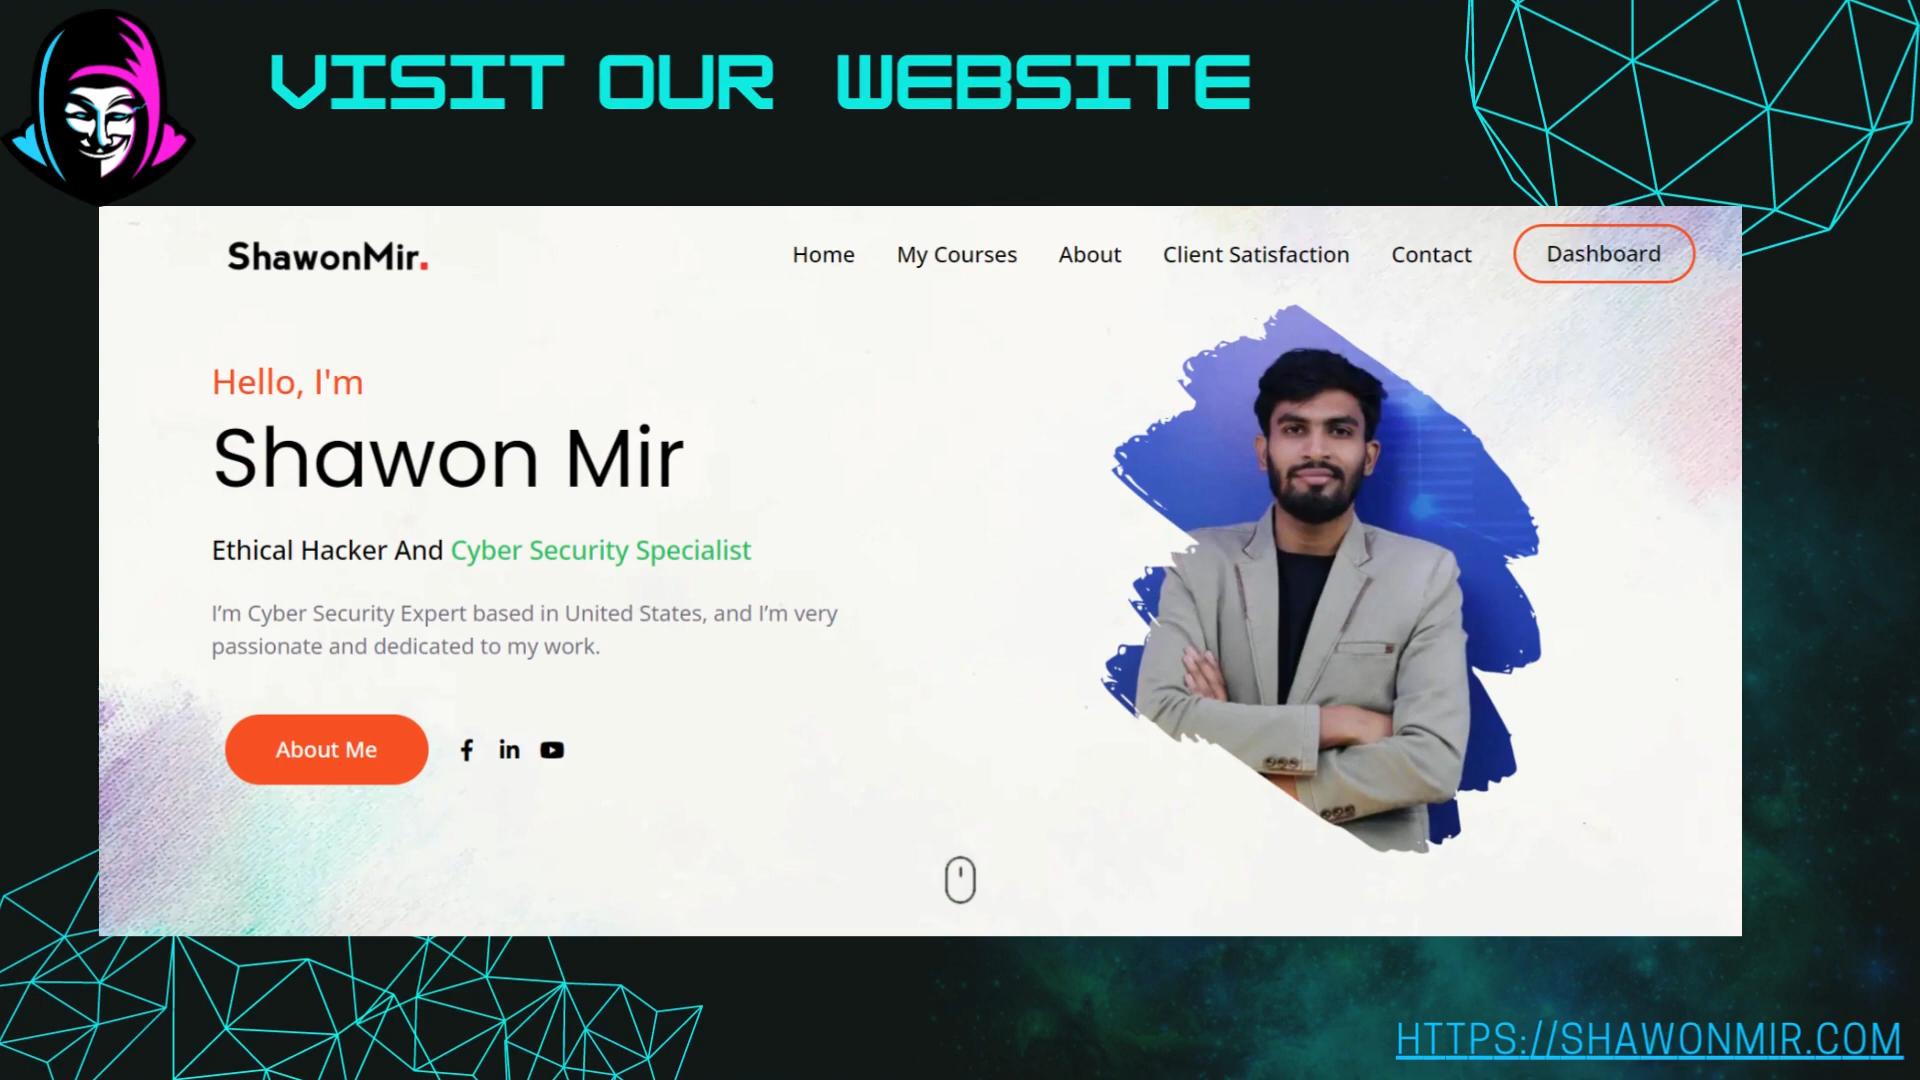 VISIT OUR WEBSITE
ShawonMir.
Home My Courses About Client Satisfaction Contact Dashboard
Hello, I'm
Shawon Mir
Ethical Hacker And Cyber Security Specialist
I’m Cyber Security Expert based in United States, and I’m very
passionate and dedicated to my work.
About Me
HTTPS://SHAWONMIR.COM